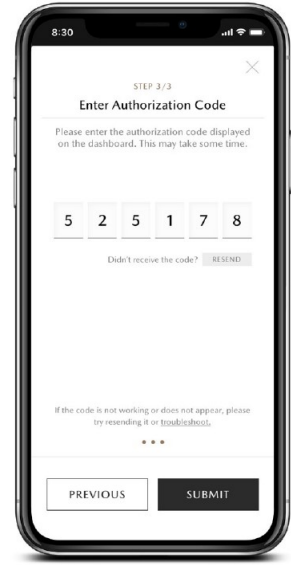 8:30
STEP 3/3
Enter Authorization Code
Please enter the authorization code displayed
on the dashboard. This may take some time.
5 2 5 1 7 8
Didn't receive the code? RESEND
If the code is not working or does not appear, please
try resending it or troubleshoot.
PREVIOUS SUBMIT